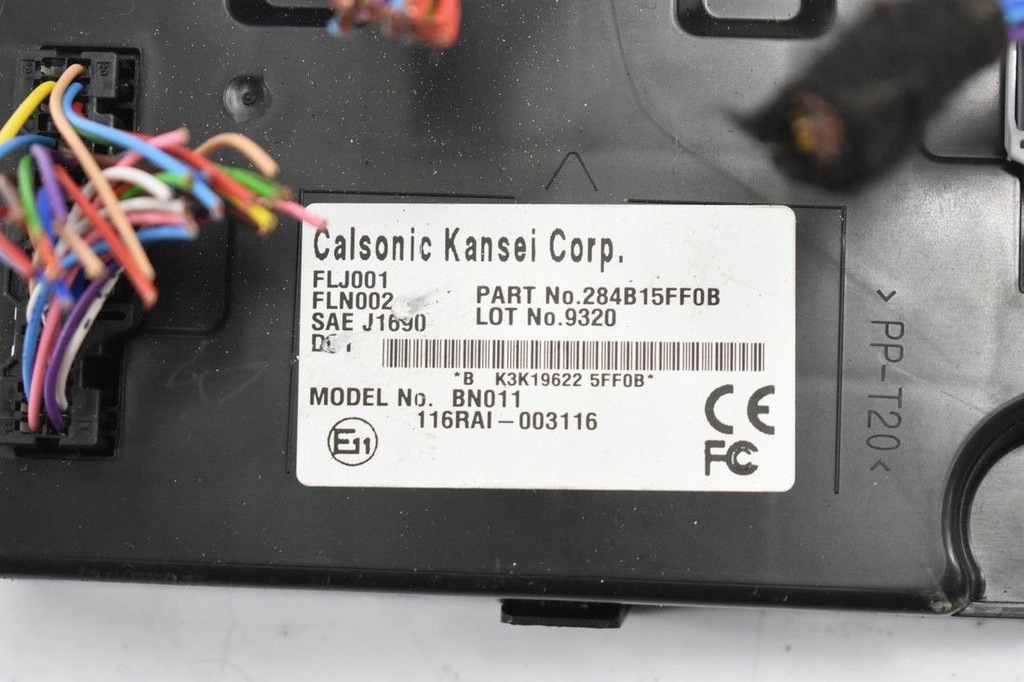 Calsonic Kansei Corp.
FLJ001
FLN002
PART No.284B15FF0B
SAE J1690
LOT No.9320
*B K3K19622 5FF0B*
MODEL No. BN011
116RAI-003116
E11
CE
FC
>PP-T20<